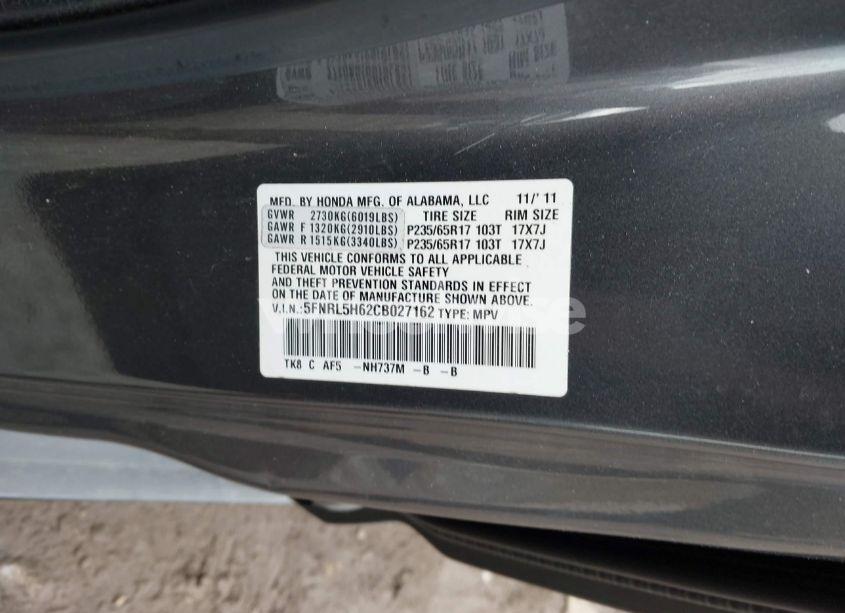 MFD. BY HONDA MFG. OF ALABAMA, LLC 11/'11
GVWR 2730KG(6019LBS) TIRE SIZE RIM SIZE
GAWR F 1320KG(2910LBS) P235/65R17 103T 17X7J
GAWR R 1515KG(3340LBS) P235/65R17 103T 17X7J
THIS VEHICLE CONFORMS TO ALL APPLICABLE
FEDERAL MOTOR VEHICLE SAFETY
AND THEFT PREVENTION STANDARDS IN EFFECT
ON THE DATE OF MANUFACTURE SHOWN ABOVE.
V.I.N.:5FNRL5H62CB027162 TYPE: MPV
TK8 C AF5 -NH737M -B -B